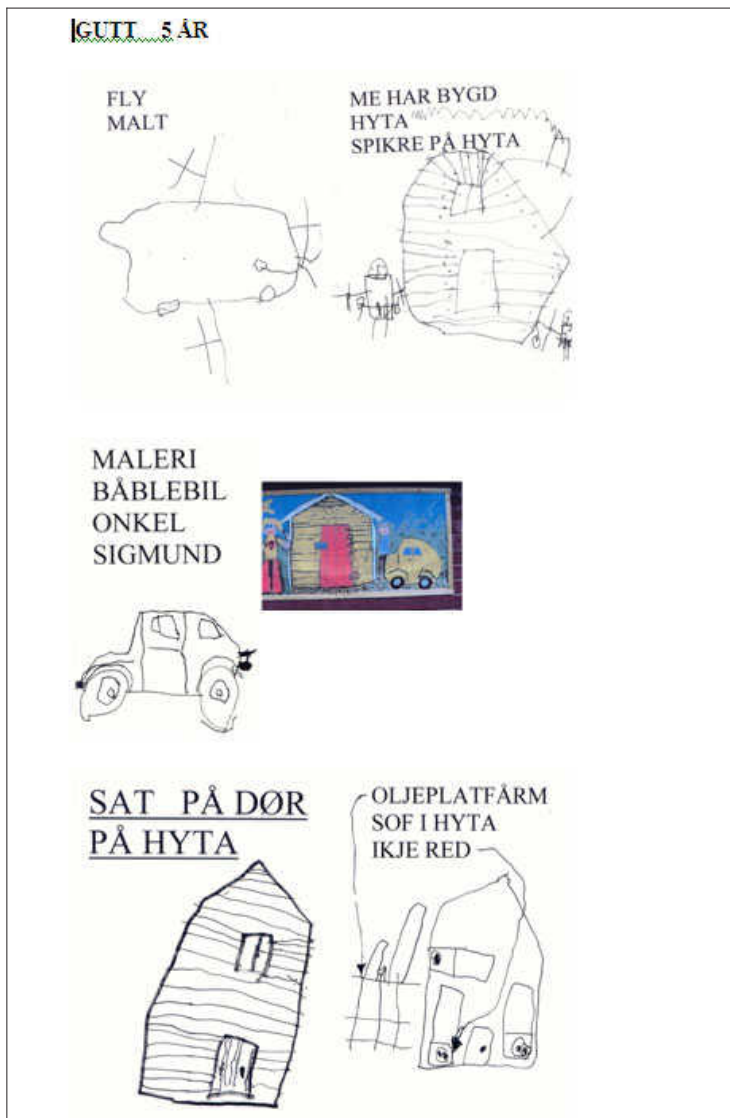 GUTT 5 ÅR
FLY
MALT
ME HAR BYGD
HYTA
SPIKRE PÅ HYTA
MALERI
BÅBLEBIL
ONKEL
SIGMUND
SAT PÅ DØR
PÅ HYTA
OLJEPLATFÅRM
SOF I HYTA
IKJE RED